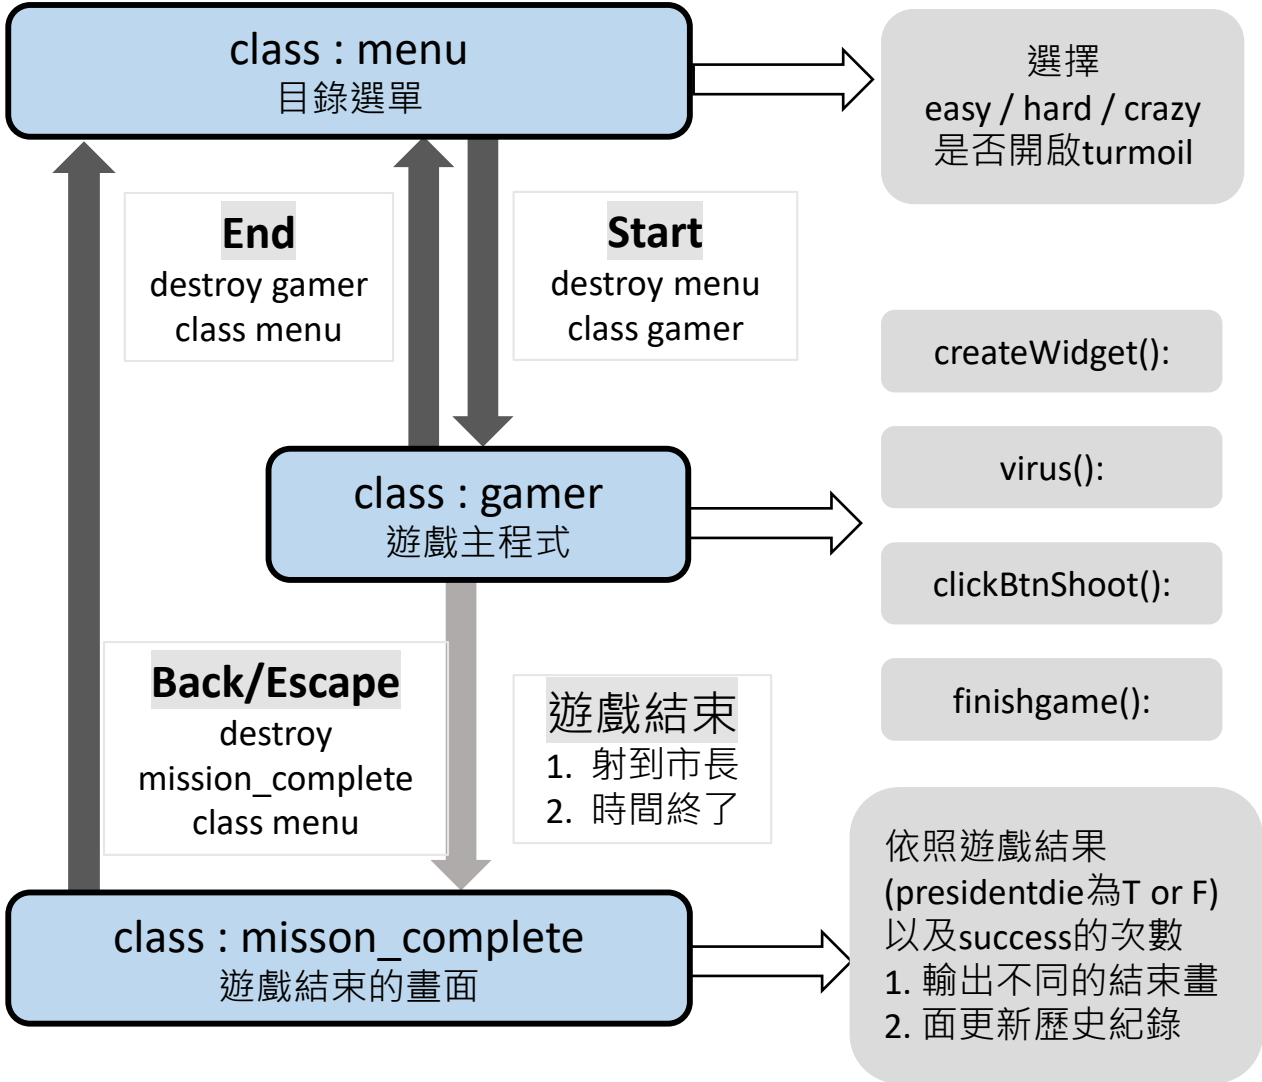 class : menu
目錄選單
選擇
easy / hard / crazy
是否開啟turmoil
End
destroy gamer
class menu
Start
destroy menu
class gamer
createWidget():
virus():
clickBtnShoot():
finishgame():
class : gamer
遊戲主程式
Back/Escape
destroy
mission_complete
class menu
遊戲結束
1. 射到市長
2. 時間終了
class : misson_complete
遊戲結束的畫面
依照遊戲結果
(presidentdie為T or F)
以及success的次數
1. 輸出不同的結束畫
2. 面更新歷史紀錄